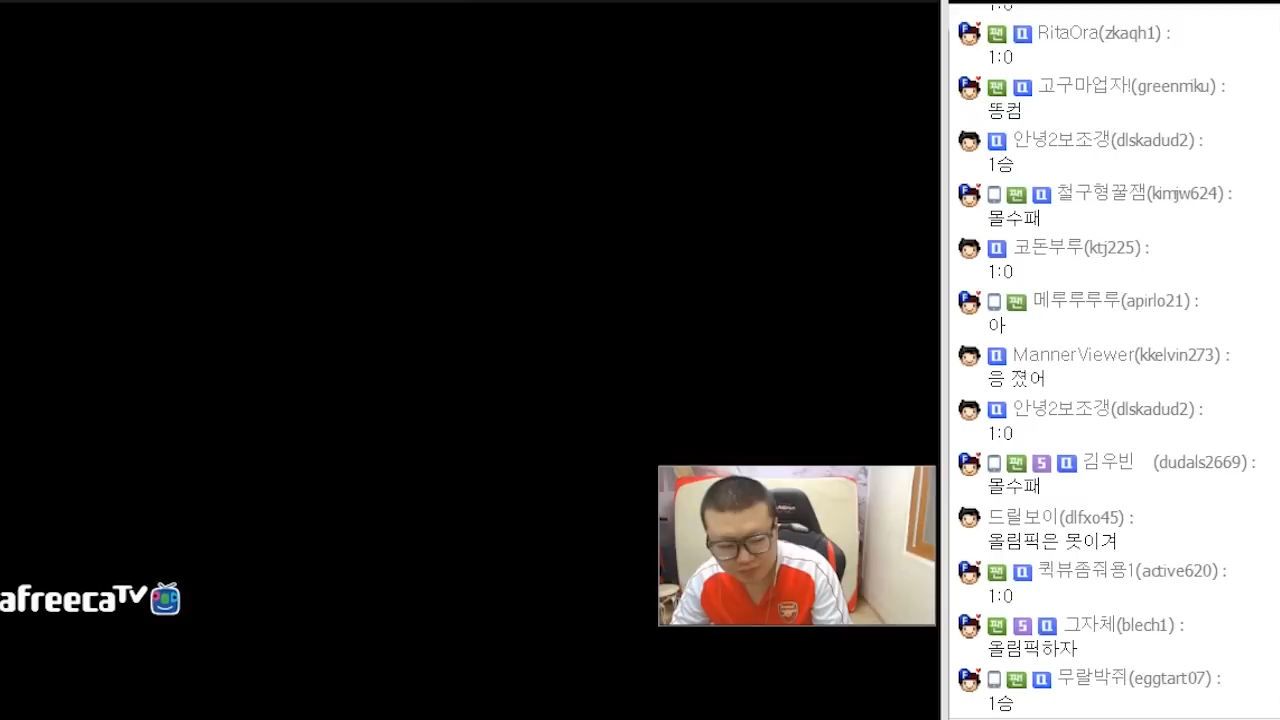 1:0
RitaOra(zkaqh1) :
1:0
고구마업자!(greenmiku) :
똥컴
안녕2보조갱(dlskadud2) :
1승
철구형꿀잼(kimjw624) :
몰수패
코돈부루(ktj225) :
1:0
메루루루루(apirlo21) :
아
MannerViewer(kkelvin273) :
응 졌어
안녕2보조갱(dlskadud2) :
1:0
김우빈 (dudals2669) :
몰수패
드릴보이(dlfxo45) :
올림픽은 못이겨
퀵뷰좀줘용1(active620) :
1:0
그자체(blech1) :
올림픽하자
무랄박쥐(eggtart07) :
1승
afreecaTV